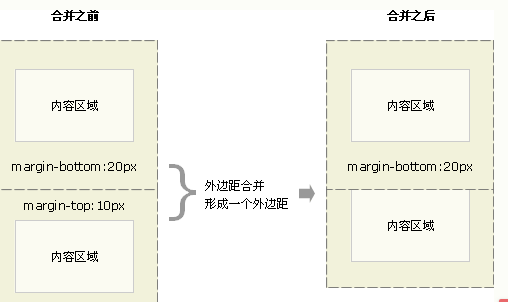 合并之前
合并之后
内容区域
内容区域
margin-bottom:20px
margin-bottom:20px
外边距合并
形成一个外边距
margin-top:10px
内容区域
内容区域